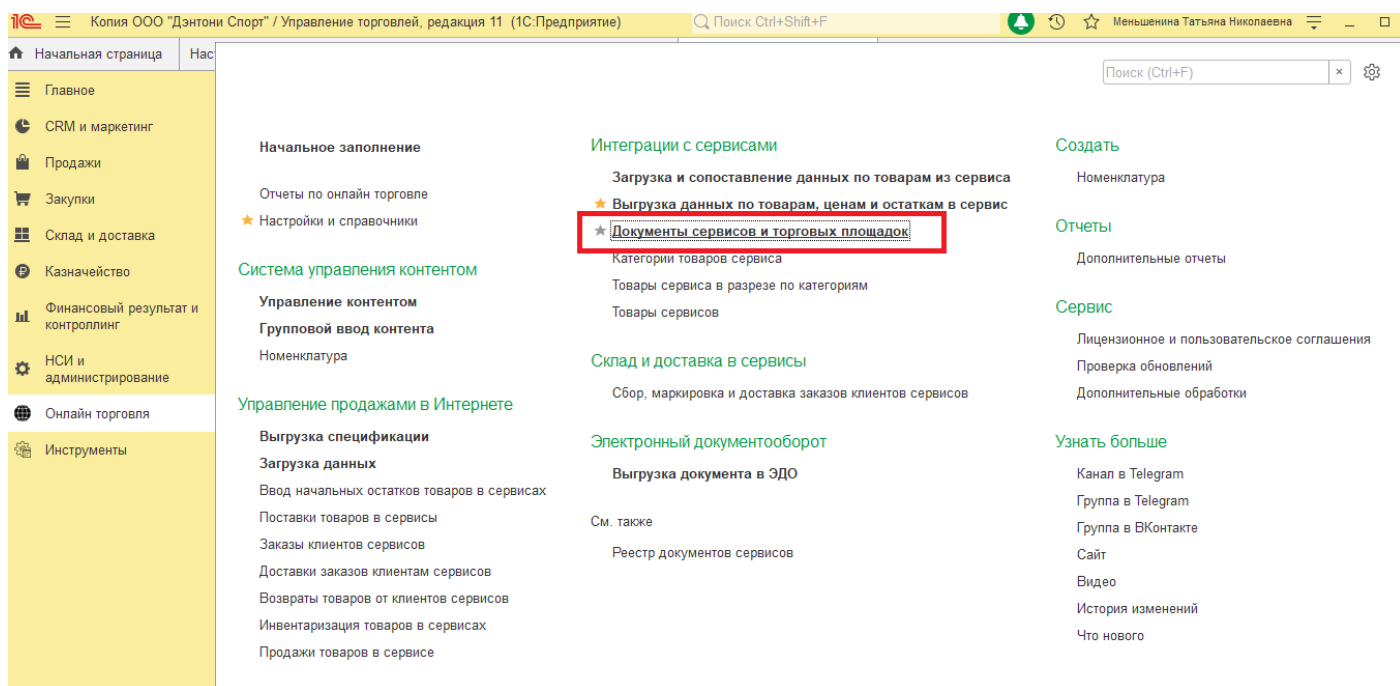 1С Копия ООО "Дэнтони Спорт" / Управление торговлей, редакция 11 (1С:Предприятие) Поиск Ctrl+Shift+F Меньшенина Татьяна Николаевна
Начальная страница Нас
Поиск (Ctrl+F) ×
Главное
CRM и маркетинг
Продажи
Закупки
Склад и доставка
Казначейство
Финансовый результат и
контроллинг
НСИ и
администрирование
Онлайн торговля
Инструменты
Начальное заполнение
Отчеты по онлайн торговле
Настройки и справочники
Система управления контентом
Управление контентом
Групповой ввод контента
Номенклатура
Управление продажами в Интернете
Выгрузка спецификации
Загрузка данных
Ввод начальных остатков товаров в сервисах
Поставки товаров в сервисы
Заказы клиентов сервисов
Доставки заказов клиентам сервисов
Возвраты товаров от клиентов сервисов
Инвентаризация товаров в сервисах
Продажи товаров в сервисе
Интеграции с сервисами
Загрузка и сопоставление данных по товарам из сервиса
Выгрузка данных по товарам, ценам и остаткам в сервис
Документы сервисов и торговых площадок
Категории товаров сервиса
Товары сервиса в разрезе по категориям
Товары сервисов
Склад и доставка в сервисы
Сбор, маркировка и доставка заказов клиентов сервисов
Электронный документооборот
Выгрузка документа в ЭДО
См. также
Реестр документов сервисов
Создать
Номенклатура
Отчеты
Дополнительные отчеты
Сервис
Лицензионное и пользовательское соглашения
Проверка обновлений
Дополнительные обработки
Узнать больше
Канал в Telegram
Группа в Telegram
Группа в ВКонтакте
Сайт
Видео
История изменений
Что нового